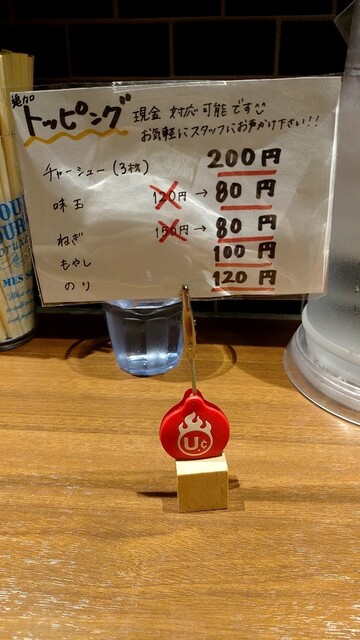 追加
トッピング 現金対応可能です
お気軽にスタッフにお声がけ下さい!!
チャーシュー(3枚) 200円
味玉 120円→80円
ねぎ 150円→80円
もやし 100円
のり 120円
U.C